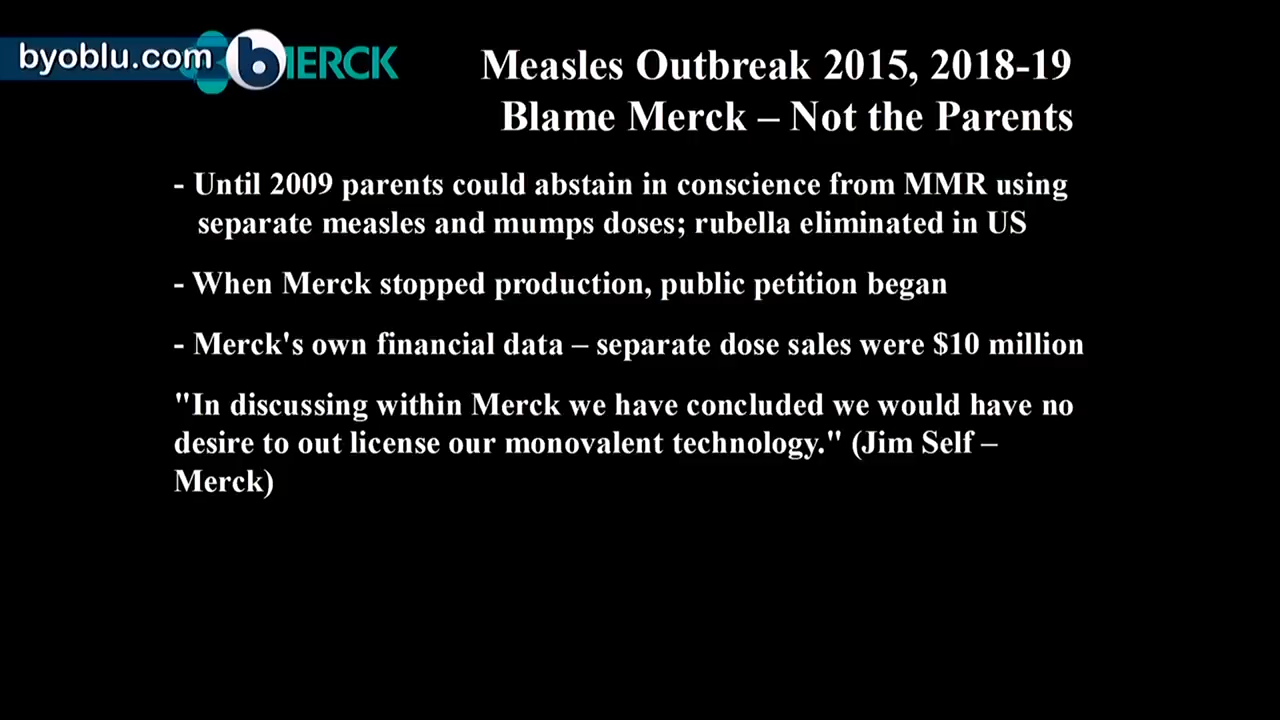 byoblu.com b MERCK
Measles Outbreak 2015, 2018-19
Blame Merck – Not the Parents
- Until 2009 parents could abstain in conscience from MMR using
separate measles and mumps doses; rubella eliminated in US
- When Merck stopped production, public petition began
- Merck's own financial data – separate dose sales were $10 million
"In discussing within Merck we have concluded we would have no
desire to out license our monovalent technology." (Jim Self –
Merck)